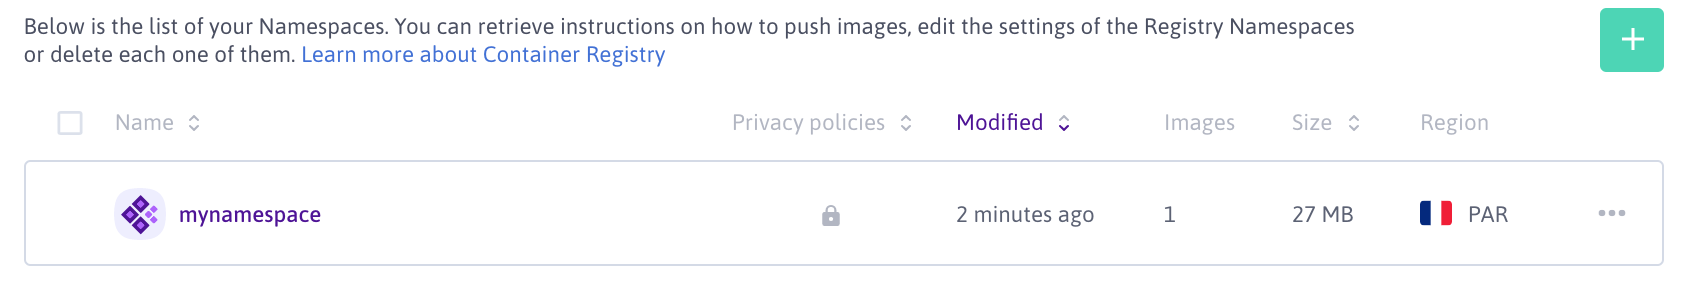 Below is the list of your Namespaces. You can retrieve instructions on how to push images, edit the settings of the Registry Namespaces
or delete each one of them. Learn more about Container Registry
Name Privacy policies Modified Images Size Region
mynamespace 2 minutes ago 1 27 MB PAR